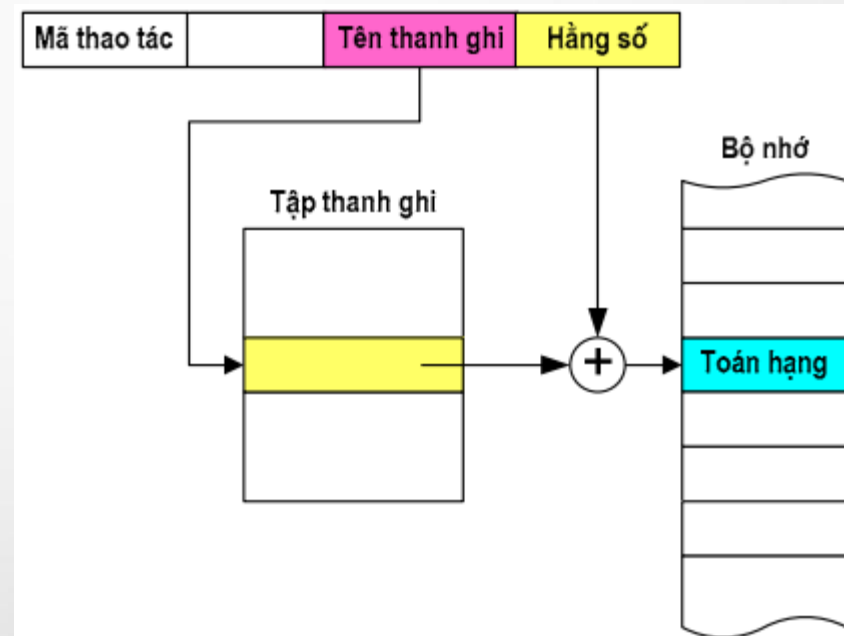 Mã thao tác
Tên thanh ghi
Hằng số
Bộ nhớ
Tập thanh ghi
+
Toán hạng